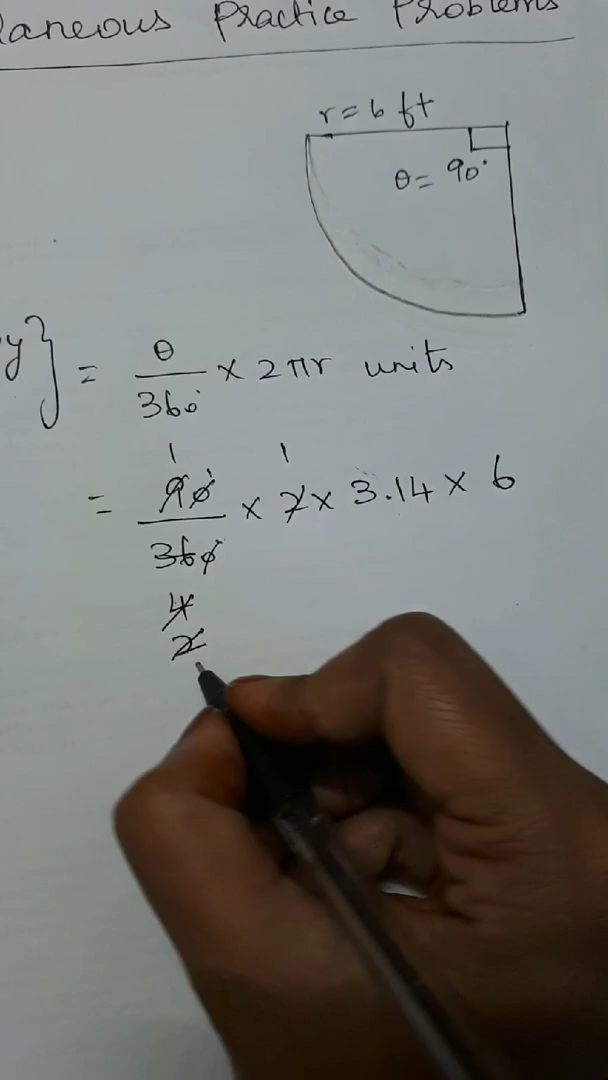 laneous Practice Problems
r = 6 ft
θ = 90°
y} = θ/360° × 2πr units
1 1
= 90°/360° × 2 × 3.14 × 6
4
2